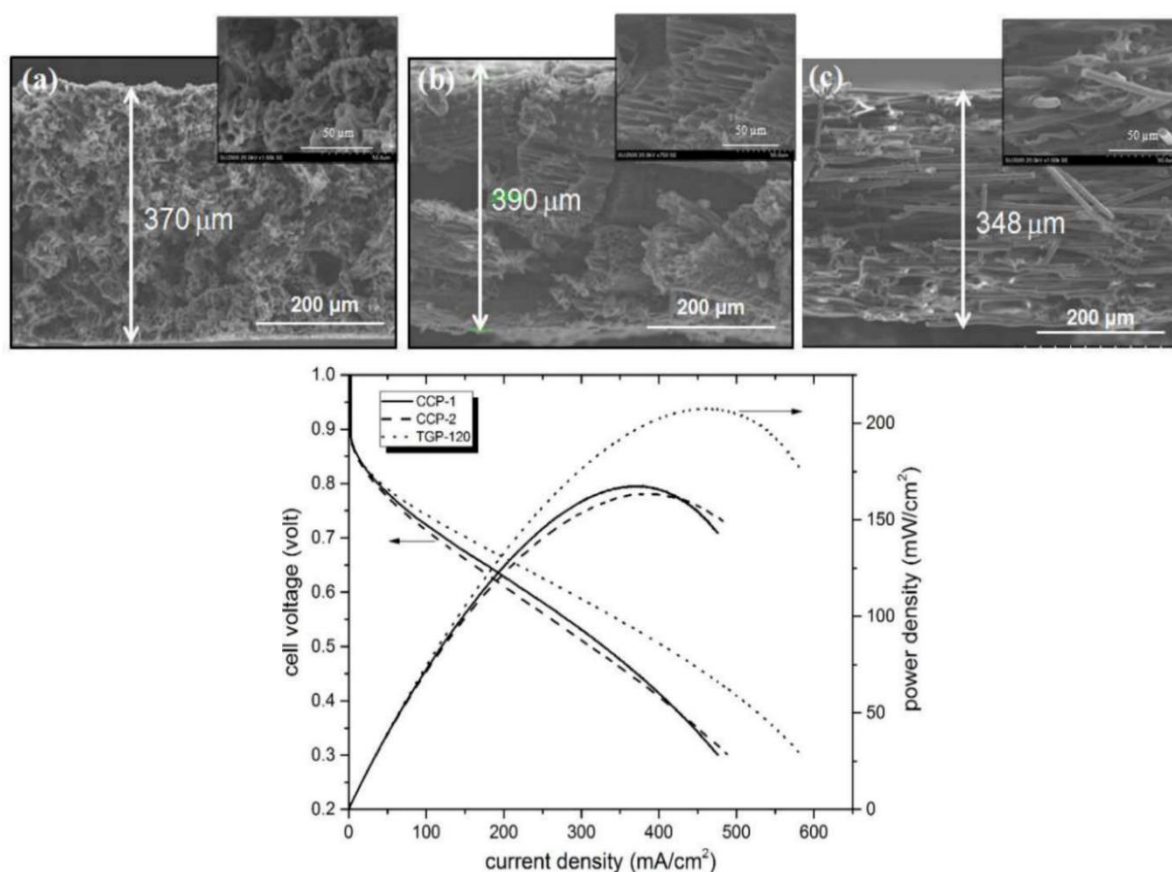 (a)
50 µm
370 µm
200 µm
(b)
50 µm
390 µm
200 µm
(c)
50 µm
348 µm
200 µm
1.0
0.9
0.8
0.7
0.6
0.5
0.4
0.3
0.2
cell voltage (volt)
CCP-1
CCP-2
TGP-120
200
150
100
50
0
power density (mW/cm²)
0 100 200 300 400 500 600
current density (mA/cm²)